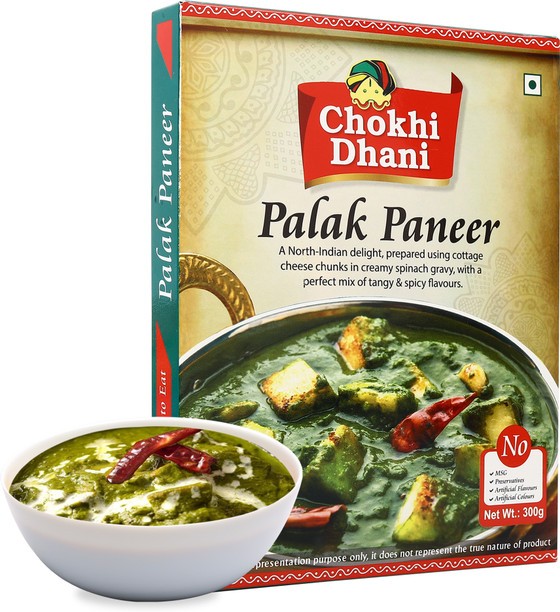 Chokhi
Dhani
Palak Paneer
A North-Indian delight, prepared using cottage
cheese chunks in creamy spinach gravy, with a
perfect mix of tangy & spicy flavours.
Palak Paneer
to Eat
No
✓ MSG
✓ Preservatives
✓ Artificial Flavours
✓ Artificial Colours
Net Wt.: 300g
presentation purpose only, it does not represent the true nature of product